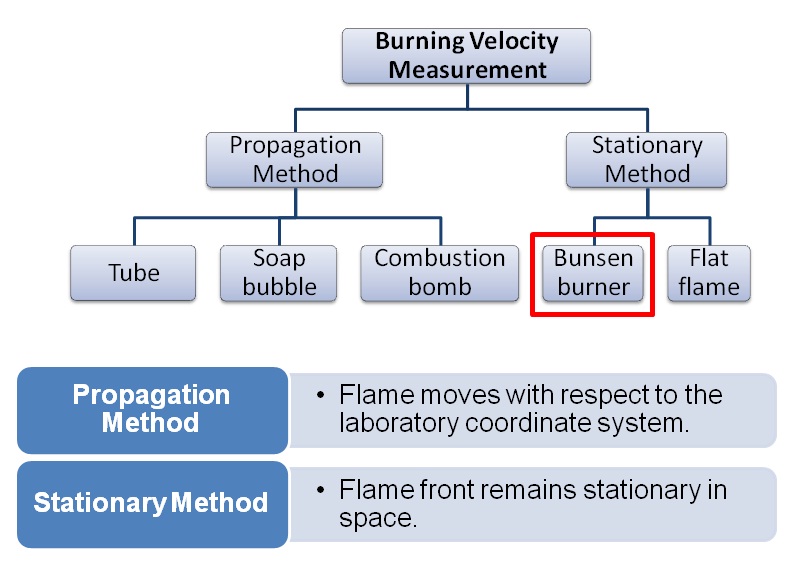 Burning Velocity
Measurement
Propagation
Method
Stationary
Method
Tube
Soap
bubble
Combustion
bomb
Bunsen
burner
Flat
flame
Propagation
Method
• Flame moves with respect to the
laboratory coordinate system.
Stationary Method
• Flame front remains stationary in
space.